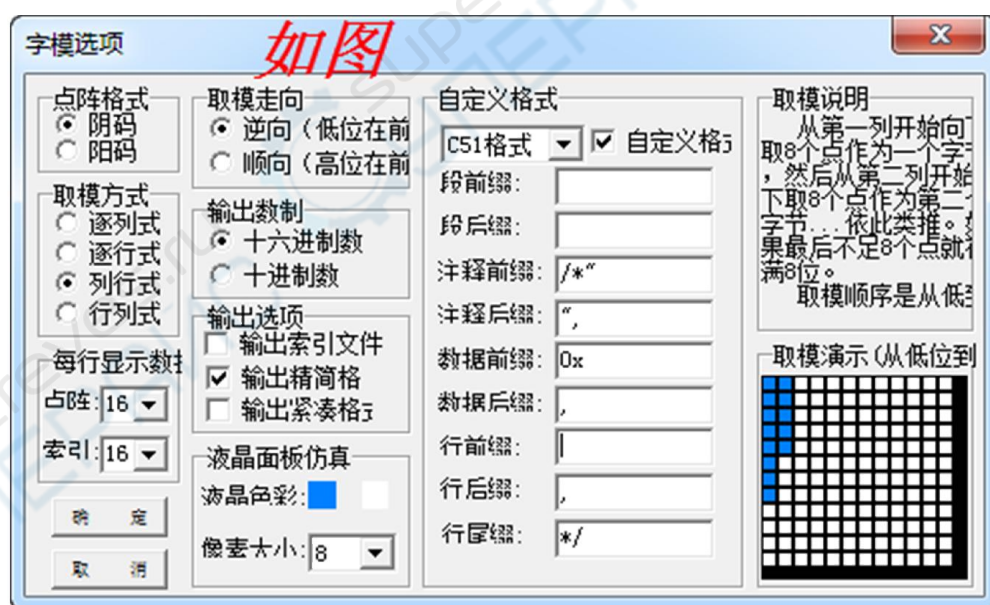 字模选项
如图
点阵格式
阴码
阳码
取模方式
逐列式
逐行式
列行式
行列式
每行显示数
点阵:16
索引:16
确 定
取 消
取模走向
逆向（低位在前
顺向（高位在前
输出数制
十六进制数
十进制数
输出选项
输出索引文件
输出精简格
输出紧凑格
液晶面板仿真
液晶色彩:
像素大小:8
自定义格式
C51格式
自定义格
段前缀:
段后缀:
注释前缀: /*"
注释后缀: ",
数据前缀: 0x
数据后缀: ,
行前缀:
行后缀: ,
行尾缀: */
取模说明
从第一列开始向
取8个点作为一个字
，然后从第二列开始
下取8个点作为第二
字节...依此类推。
果最后不足8个点就
满8位。
取模顺序是从低
取模演示(从低位到